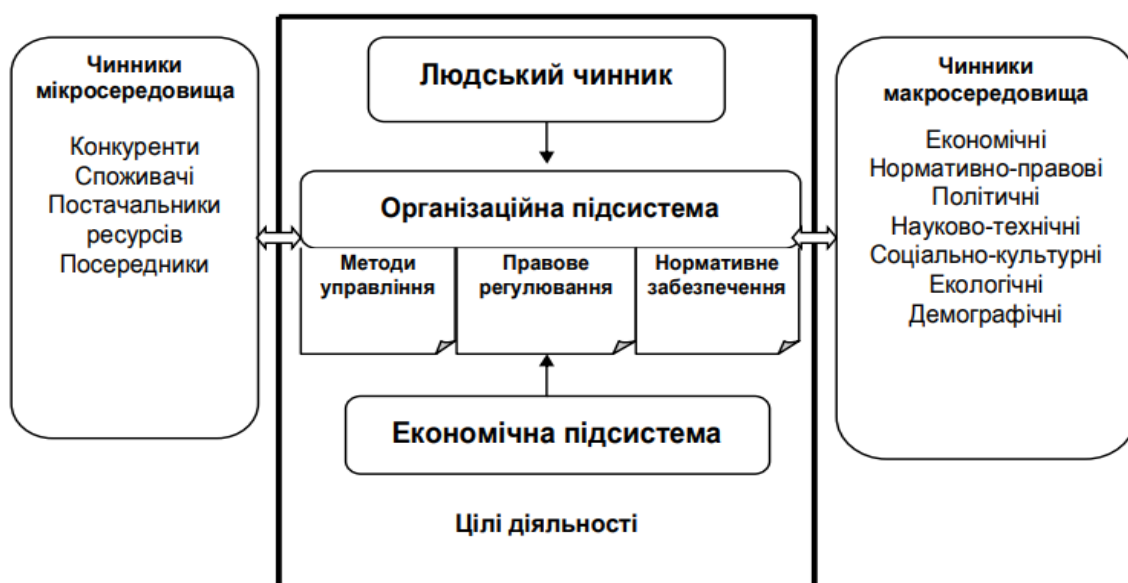 Чинники
мікросередовища
Конкуренти
Споживачі
Постачальники
ресурсів
Посередники
Людський чинник
Організаційна підсистема
Методи
управління
Правове
регулювання
Нормативне
забезпечення
Економічна підсистема
Цілі діяльності
Чинники
макросередовища
Економічні
Нормативно-правові
Політичні
Науково-технічні
Соціально-культурні
Екологічні
Демографічні